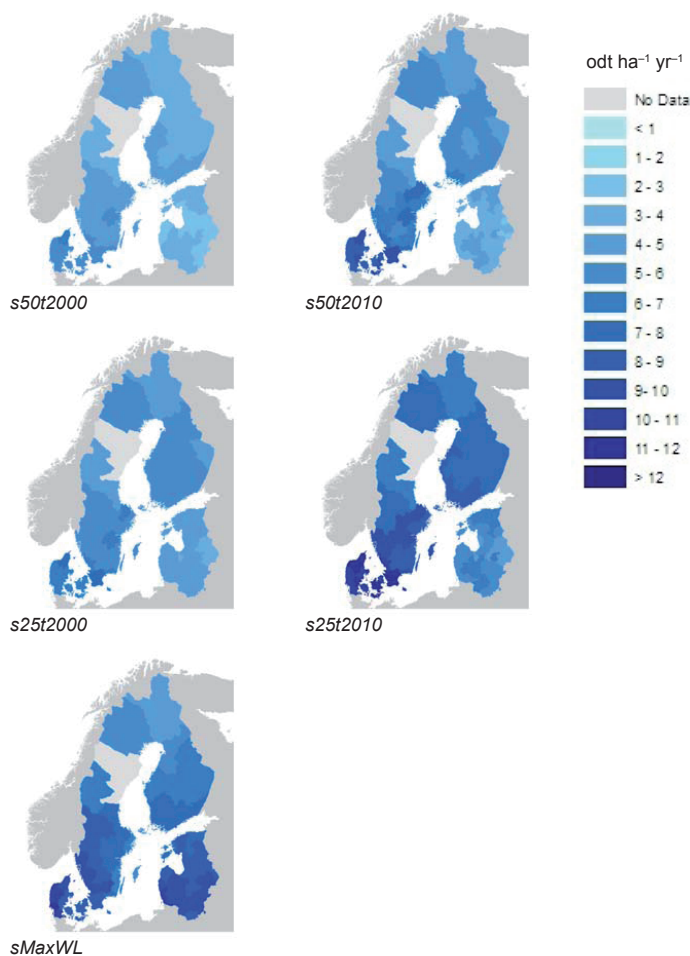 odt ha⁻¹ yr⁻¹
No Data
< 1
1 - 2
2 - 3
3 - 4
4 - 5
5 - 6
6 - 7
7 - 8
8 - 9
9- 10
10 - 11
11 - 12
> 12
s50t2000
s50t2010
s25t2000
s25t2010
sMaxWL